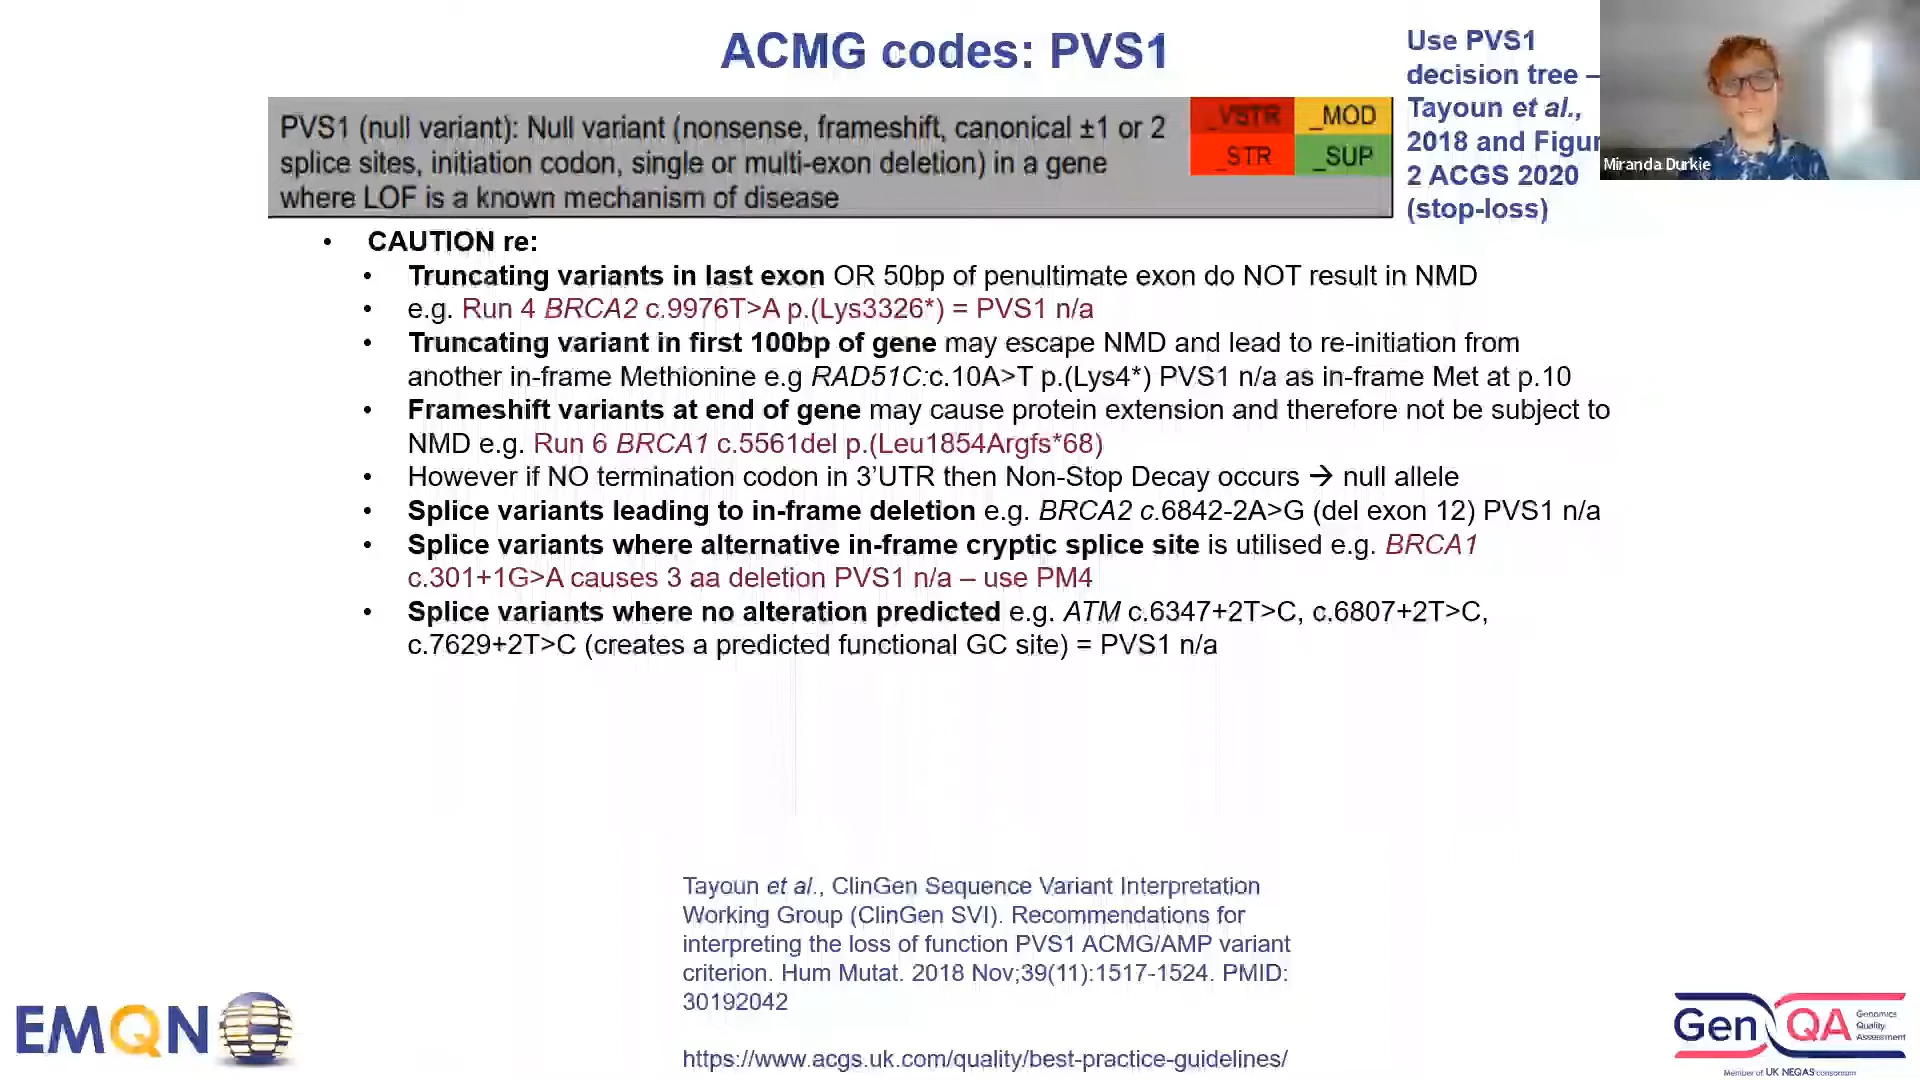 ACMG codes: PVS1
Use PVS1
decision tree –
Tayoun et al.,
2018 and Figur
2 ACGS 2020
(stop-loss)
Miranda Durkie
PVS1 (null variant): Null variant (nonsense, frameshift, canonical ±1 or 2
splice sites, initiation codon, single or multi-exon deletion) in a gene
where LOF is a known mechanism of disease
_VSTR _MOD
_STR _SUP
• CAUTION re:
• Truncating variants in last exon OR 50bp of penultimate exon do NOT result in NMD
• e.g. Run 4 BRCA2 c.9976T>A p.(Lys3326*) = PVS1 n/a
• Truncating variant in first 100bp of gene may escape NMD and lead to re-initiation from
another in-frame Methionine e.g RAD51C:c.10A>T p.(Lys4*) PVS1 n/a as in-frame Met at p.10
• Frameshift variants at end of gene may cause protein extension and therefore not be subject to
NMD e.g. Run 6 BRCA1 c.5561del p.(Leu1854Argfs*68)
• However if NO termination codon in 3’UTR then Non-Stop Decay occurs → null allele
• Splice variants leading to in-frame deletion e.g. BRCA2 c.6842-2A>G (del exon 12) PVS1 n/a
• Splice variants where alternative in-frame cryptic splice site is utilised e.g. BRCA1
c.301+1G>A causes 3 aa deletion PVS1 n/a – use PM4
• Splice variants where no alteration predicted e.g. ATM c.6347+2T>C, c.6807+2T>C,
c.7629+2T>C (creates a predicted functional GC site) = PVS1 n/a
Tayoun et al., ClinGen Sequence Variant Interpretation
Working Group (ClinGen SVI). Recommendations for
interpreting the loss of function PVS1 ACMG/AMP variant
criterion. Hum Mutat. 2018 Nov;39(11):1517-1524. PMID:
30192042
https://www.acgs.uk.com/quality/best-practice-guidelines/
EMQN
GenQA
Genomics
Quality
Assessment
Member of UK NEQAS consortium